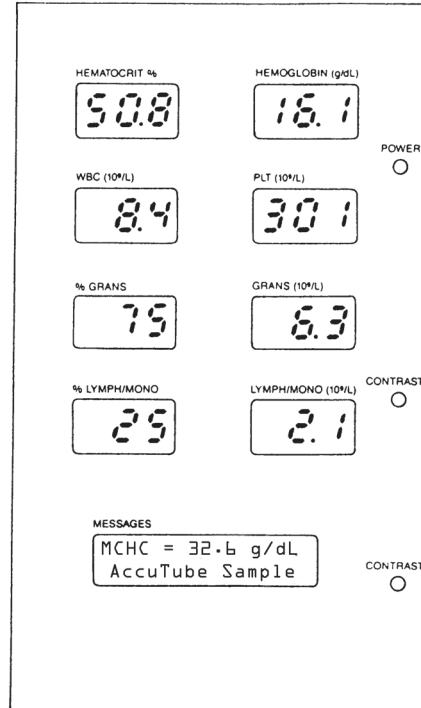 HEMATOCRIT % HEMOGLOBIN (g/dL)
50.8 16.1
POWER
WBC (10⁹/L) PLT (10⁹/L)
8.4 301
% GRANS GRANS (10⁹/L)
75 6.3
% LYMPH/MONO LYMPH/MONO (10⁹/L) CONTRAST
25 2.1
MESSAGES
MCHC = 32.6 g/dL
CONTRAST
AccuTube Sample